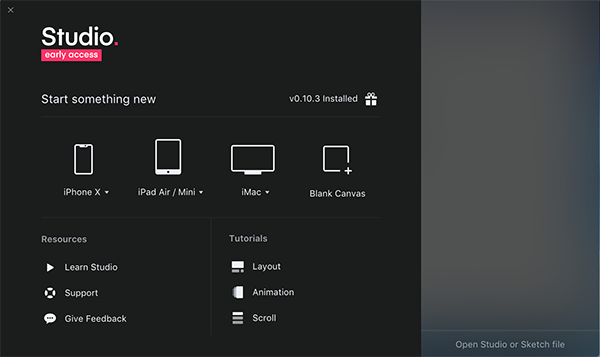 Studio.
early access
Start something new
v0.10.3 Installed
iPhone X
iPad Air / Mini
iMac
Blank Canvas
Resources
Learn Studio
Support
Give Feedback
Tutorials
Layout
Animation
Scroll
Open Studio or Sketch file